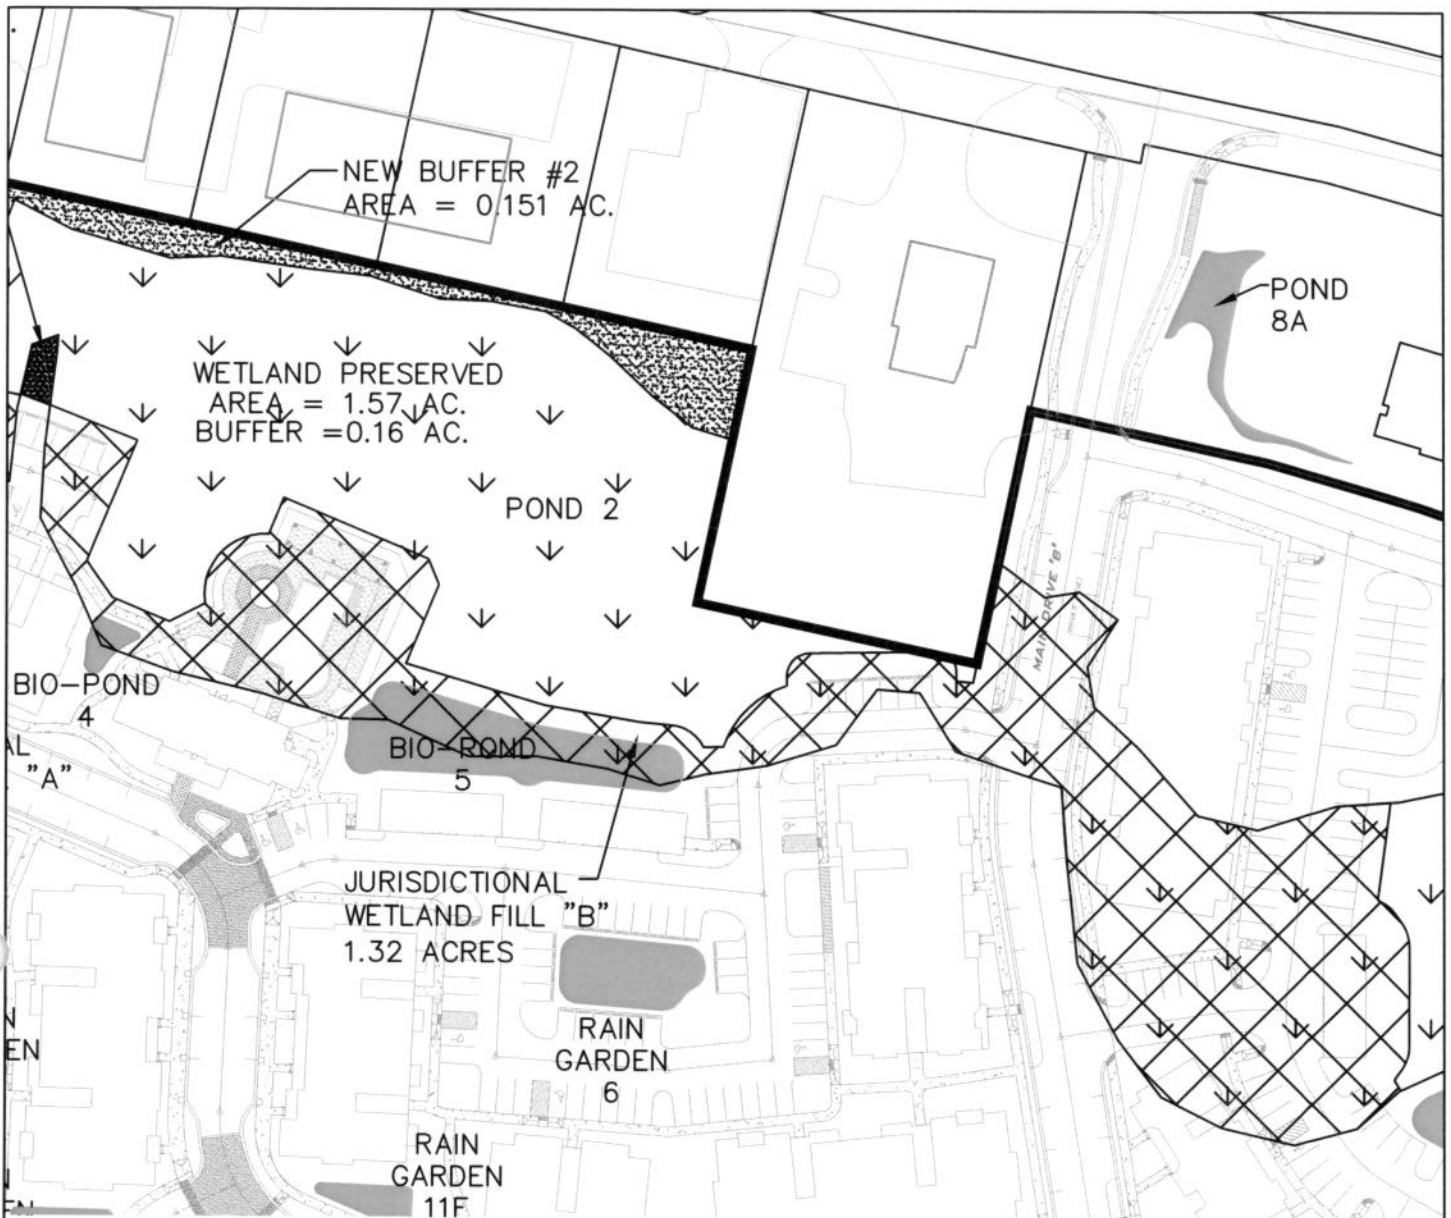 NEW BUFFER #2
AREA = 0.151 AC.
POND
8A
WETLAND PRESERVED
AREA = 1.57 AC.
BUFFER =0.16 AC.
POND 2
MAIN DRIVE "B"
BIO-POND
4
AL
"A"
BIO-POND
5
JURISDICTIONAL
WETLAND FILL "B"
1.32 ACRES
RAIN
GARDEN
6
N
EN
RAIN
GARDEN
11F
N
EN